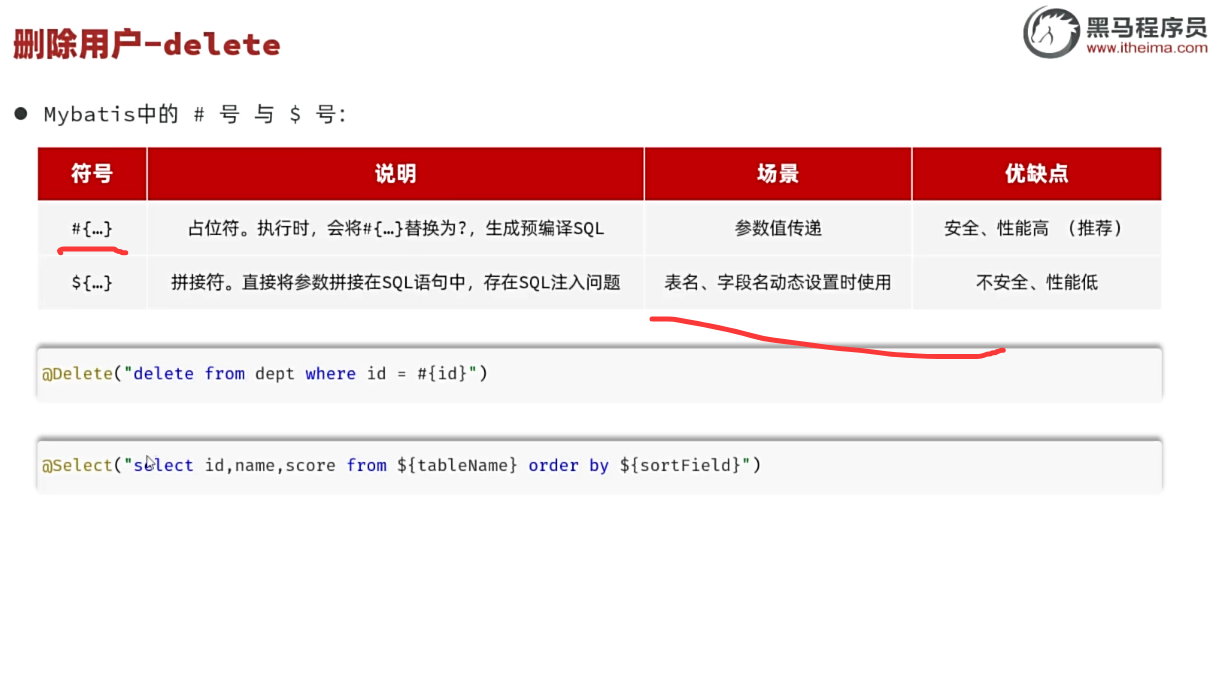 删除用户-delete
黑马程序员
www.itheima.com
Mybatis中的 # 号 与 $ 号：
符号 说明 场景 优缺点
#{…} 占位符。执行时，会将#{…}替换为?，生成预编译SQL 参数值传递 安全、性能高 （推荐）
${…} 拼接符。直接将参数拼接在SQL语句中，存在SQL注入问题 表名、字段名动态设置时使用 不安全、性能低
@Delete("delete from dept where id = #{id}")
@Select("select id,name,score from ${tableName} order by ${sortField}")